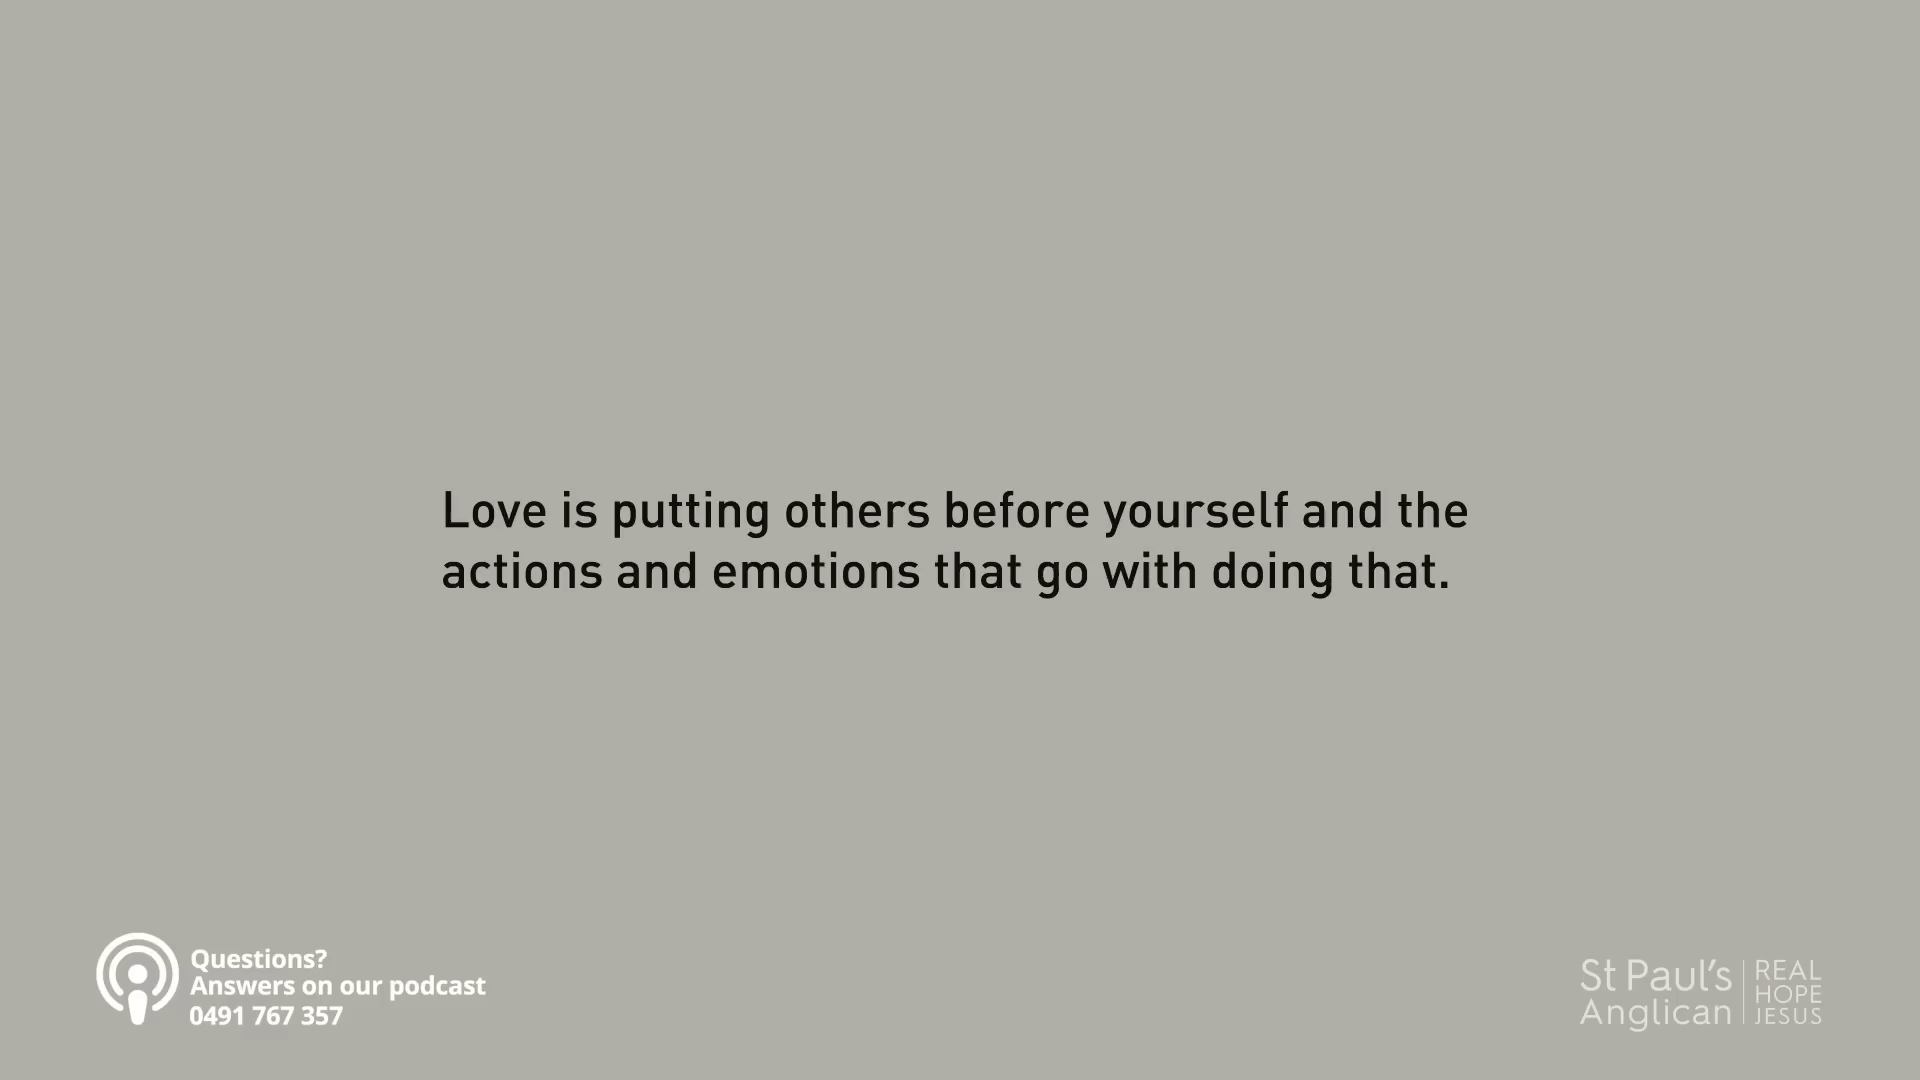 Love is putting others before yourself and the
actions and emotions that go with doing that.
Questions?
Answers on our podcast
0491 767 357
St Paul's
Anglican
REAL
HOPE
JESUS